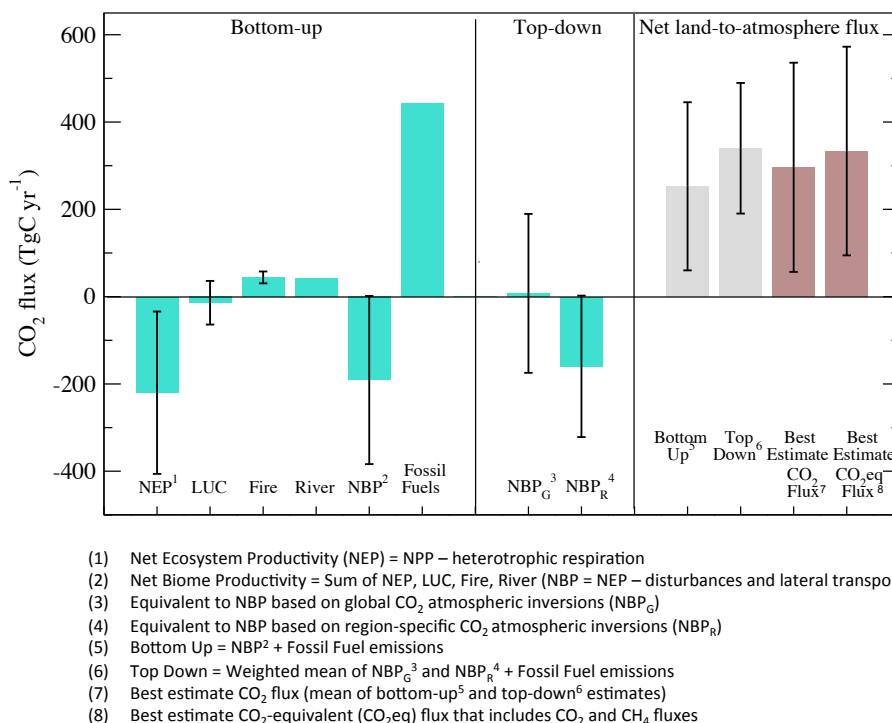 Bottom-up Top-down Net land-to-atmosphere flux
600
400
200
0
-200
-400
CO2 flux (TgC yr-1)
NEP1 LUC Fire River NBP2 Fossil Fuels
NBPG3 NBPR4
Bottom Up5 Top Down6 Best Estimate CO2 Flux7 Best Estimate CO2eq Flux8
(1) Net Ecosystem Productivity (NEP) = NPP – heterotrophic respiration
(2) Net Biome Productivity = Sum of NEP, LUC, Fire, River (NBP = NEP – disturbances and lateral transpo
(3) Equivalent to NBP based on global CO2 atmospheric inversions (NBPG)
(4) Equivalent to NBP based on region-specific CO2 atmospheric inversions (NBPR)
(5) Bottom Up = NBP2 + Fossil Fuel emissions
(6) Top Down = Weighted mean of NBPG3 and NBPR4 + Fossil Fuel emissions
(7) Best estimate CO2 flux (mean of bottom-up5 and top-down6 estimates)
(8) Best estimate CO2-equivalent (CO2eq) flux that includes CO2 and CH4 fluxes